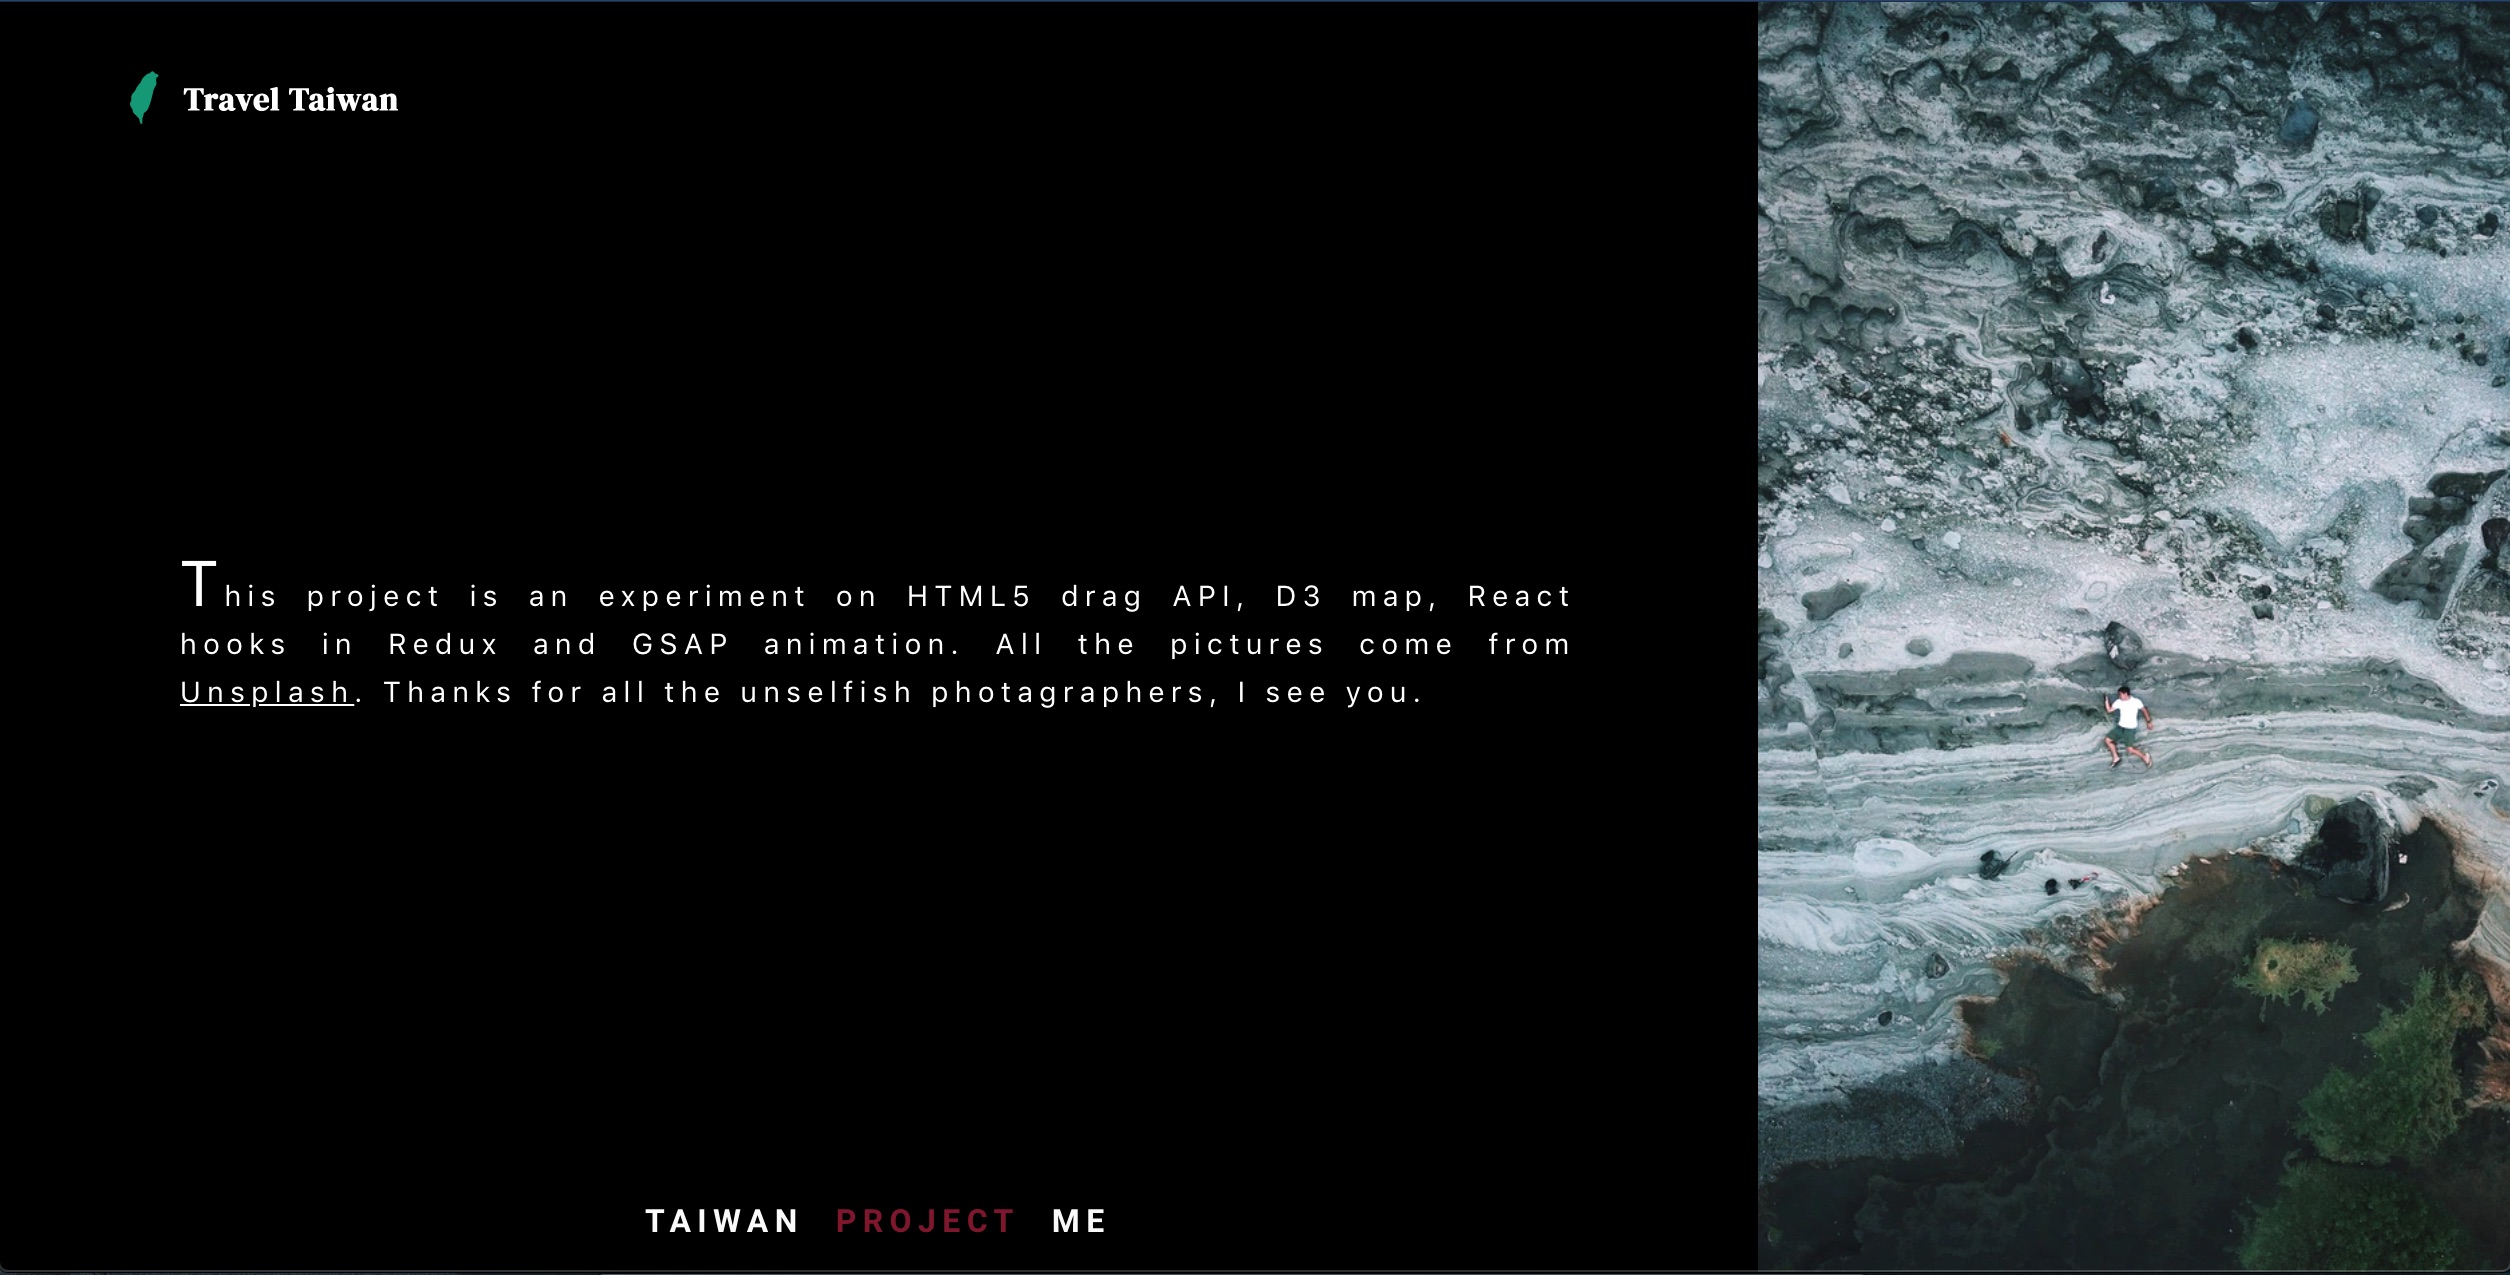 Travel Taiwan
This project is an experiment on HTML5 drag API, D3 map, React
hooks in Redux and GSAP animation. All the pictures come from
Unsplash. Thanks for all the unselfish photagraphers, I see you.
TAIWAN PROJECT ME